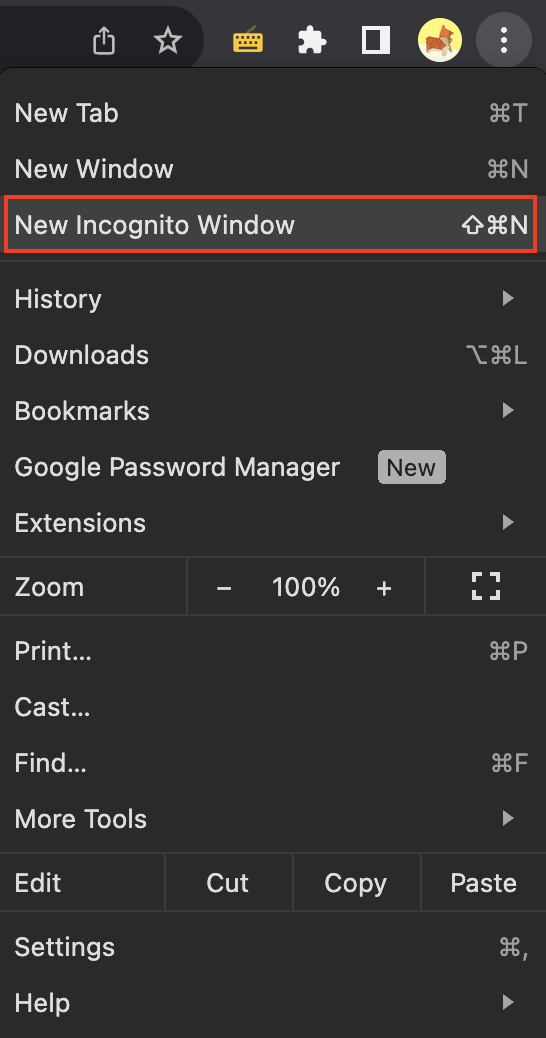 New Tab ⌘T
New Window ⌘N
New Incognito Window ⇧⌘N
History
Downloads ⌥⌘L
Bookmarks
Google Password Manager New
Extensions
Zoom − 100% +
Print... ⌘P
Cast...
Find... ⌘F
More Tools
Edit Cut Copy Paste
Settings ⌘,
Help